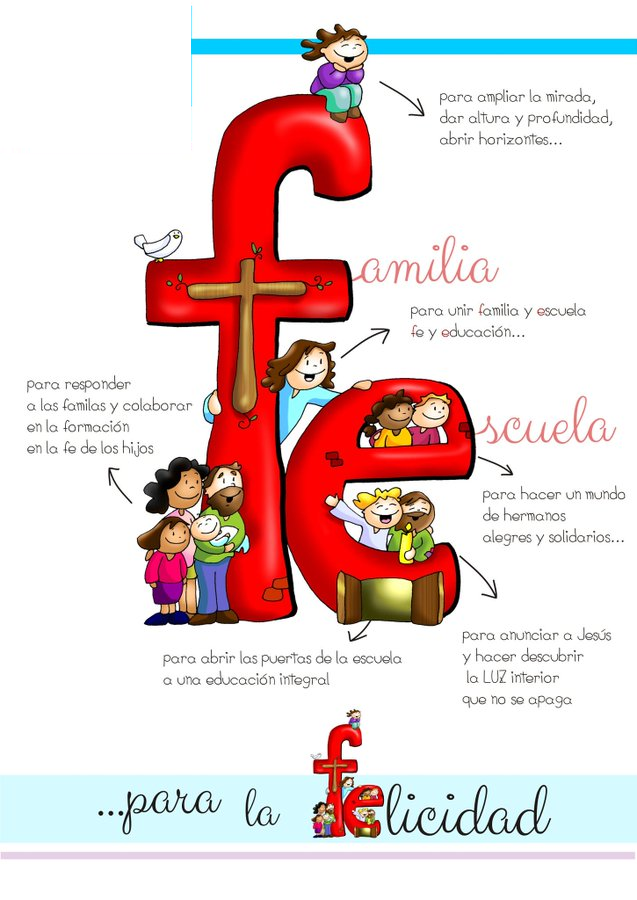 para ampliar la mirada,
dar altura y profundidad,
abrir horizontes...
familia
para unir familia y escuela
fe y educación...
para responder
a las familas y colaborar
en la formación
en la fe de los hijos
escuela
para hacer un mundo
de hermanos
alegres y solidarios...
para anunciar a Jesús
y hacer descubrir
la LUZ interior
que no se apaga
para abrir las puertas de la escuela
a una educación integral
...para la felicidad